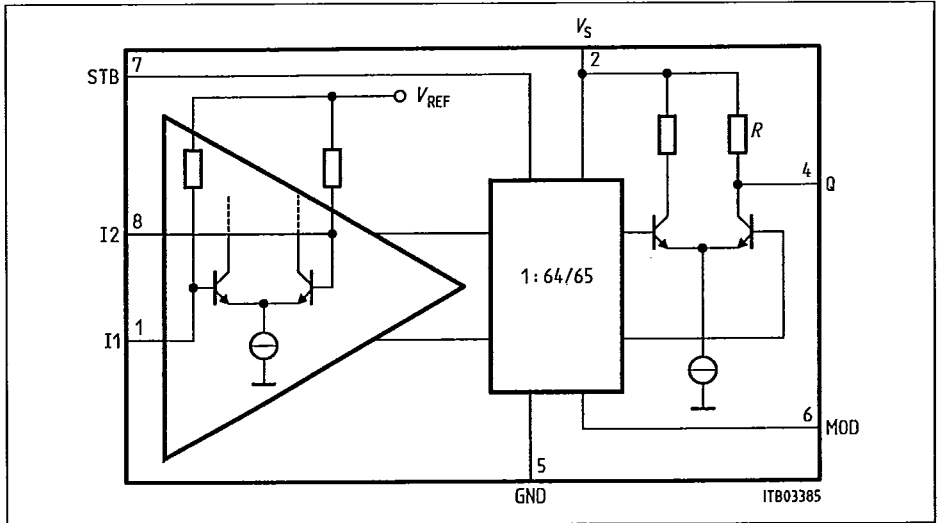 V_S
7
2
STB
V_REF
R
4
Q
8
I2
1:64/65
1
I1
6
MOD
5
GND
ITB03385